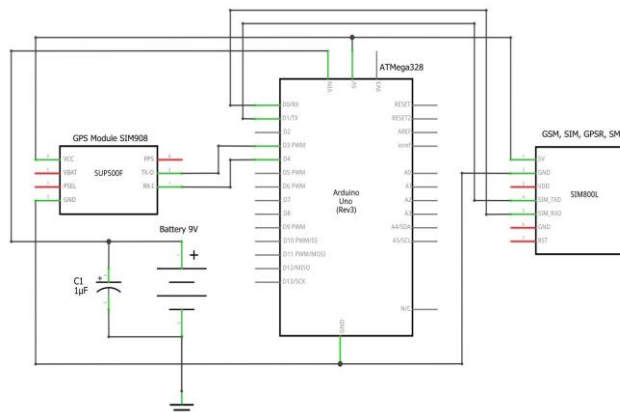 ATMega328
VIN
5V
3V3
D0/RX
D1/TX
D2
D3 PWM
D4
D5 PWM
D6 PWM
D7
D8
D9 PWM
D10 PWM/SS
D11 PWM/MOSI
D12/MISO
D13/SCK
RESET
RESET2
AREF
ioref
A0
A1
A2
A3
A4/SDA
A5/SCL
N/C
GND
Arduino
Uno
(Rev3)
GPS Module SIM908
SUP500F
VCC
VBAT
PSEL
GND
PPS
TX-O
RX-I
GSM, SIM, GPSR, SM
SIM800L
5V
GND
VDD
SIM_TXD
SIM_RXD
GND
RST
Battery 9V
+
C1
1µF
+